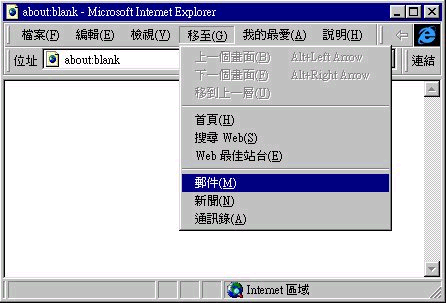 about:blank - Microsoft Internet Explorer
檔案(F) 編輯(E) 檢視(V) 移至(G) 我的最愛(A) 說明(H)
位址 about:blank 連結
上一個畫面(B) Alt+Left Arrow
下一個畫面(F) Alt+Right Arrow
移到上一層(U)
首頁(H)
搜尋 Web(S)
Web 最佳站台(E)
郵件(M)
新聞(N)
通訊錄(A)
Internet 區域